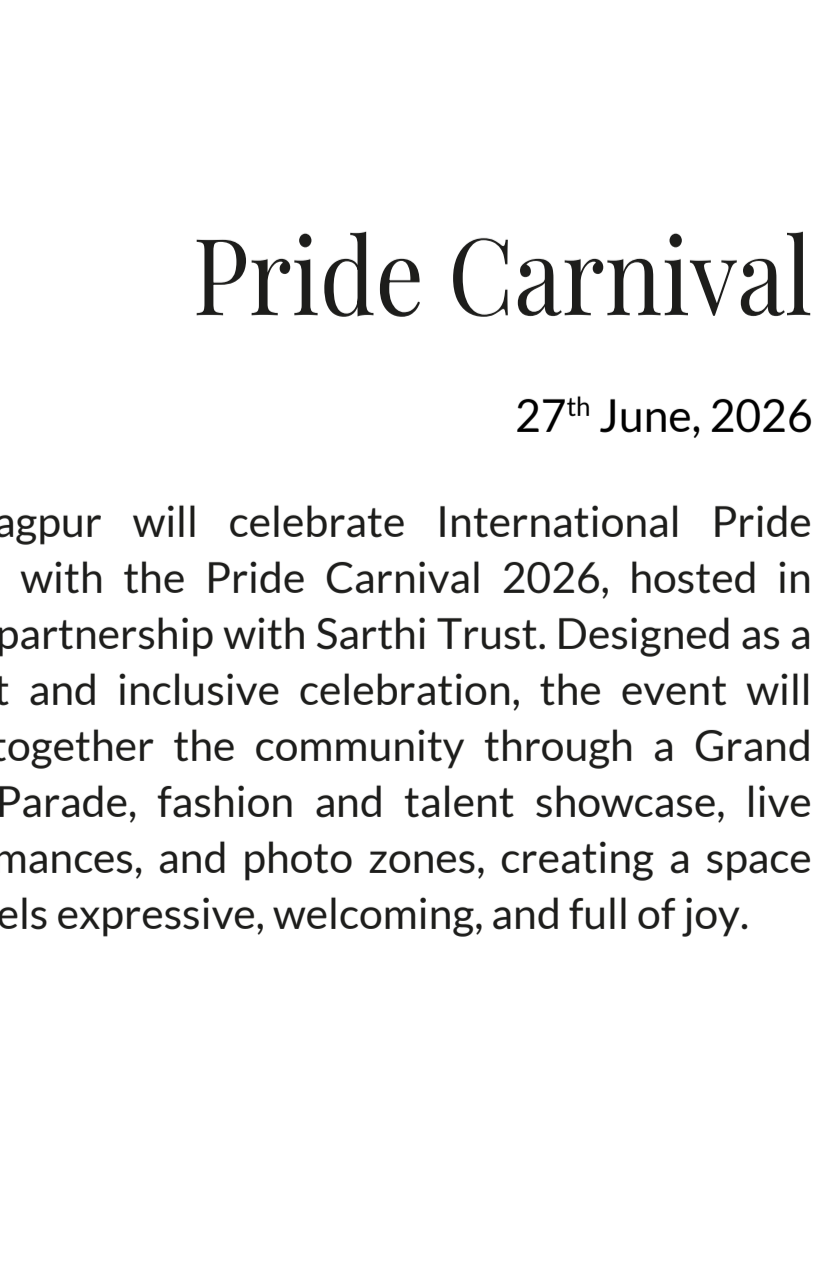 Pride Carnival
27th June, 2026
agpur will celebrate International Pride
with the Pride Carnival 2026, hosted in
partnership with Sarthi Trust. Designed as a
t and inclusive celebration, the event will
together the community through a Grand
Parade, fashion and talent showcase, live
mances, and photo zones, creating a space
els expressive, welcoming, and full of joy.